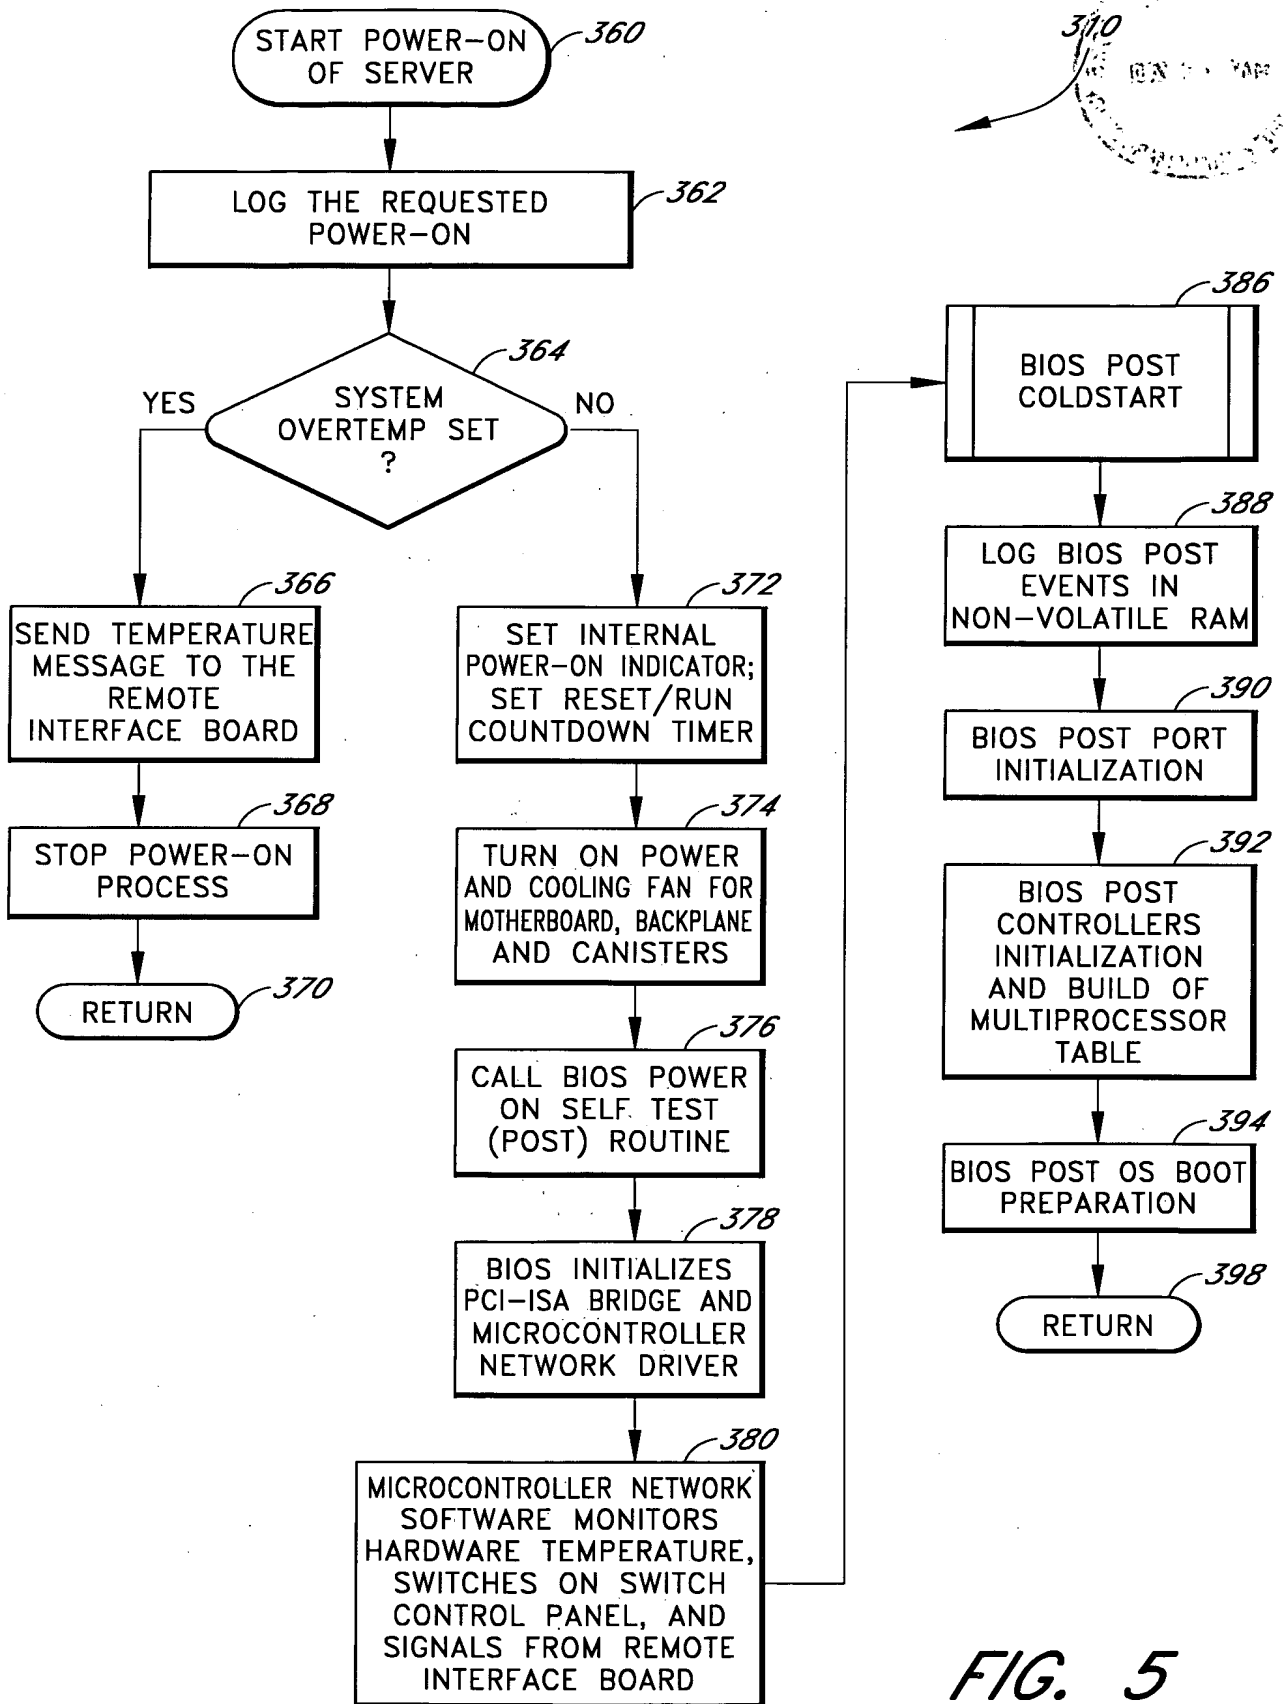 START POWER-ON
OF SERVER
360
310
LOG THE REQUESTED
POWER-ON
362
364
YES
SYSTEM
OVERTEMP SET
?
NO
366
SEND TEMPERATURE
MESSAGE TO THE
REMOTE
INTERFACE BOARD
368
STOP POWER-ON
PROCESS
RETURN
370
372
SET INTERNAL
POWER-ON INDICATOR;
SET RESET/RUN
COUNTDOWN TIMER
374
TURN ON POWER
AND COOLING FAN FOR
MOTHERBOARD, BACKPLANE
AND CANISTERS
376
CALL BIOS POWER
ON SELF TEST
(POST) ROUTINE
378
BIOS INITIALIZES
PCI-ISA BRIDGE AND
MICROCONTROLLER
NETWORK DRIVER
380
MICROCONTROLLER NETWORK
SOFTWARE MONITORS
HARDWARE TEMPERATURE,
SWITCHES ON SWITCH
CONTROL PANEL, AND
SIGNALS FROM REMOTE
INTERFACE BOARD
386
BIOS POST
COLDSTART
388
LOG BIOS POST
EVENTS IN
NON-VOLATILE RAM
390
BIOS POST PORT
INITIALIZATION
392
BIOS POST
CONTROLLERS
INITIALIZATION
AND BUILD OF
MULTIPROCESSOR
TABLE
394
BIOS POST OS BOOT
PREPARATION
398
RETURN
FIG. 5